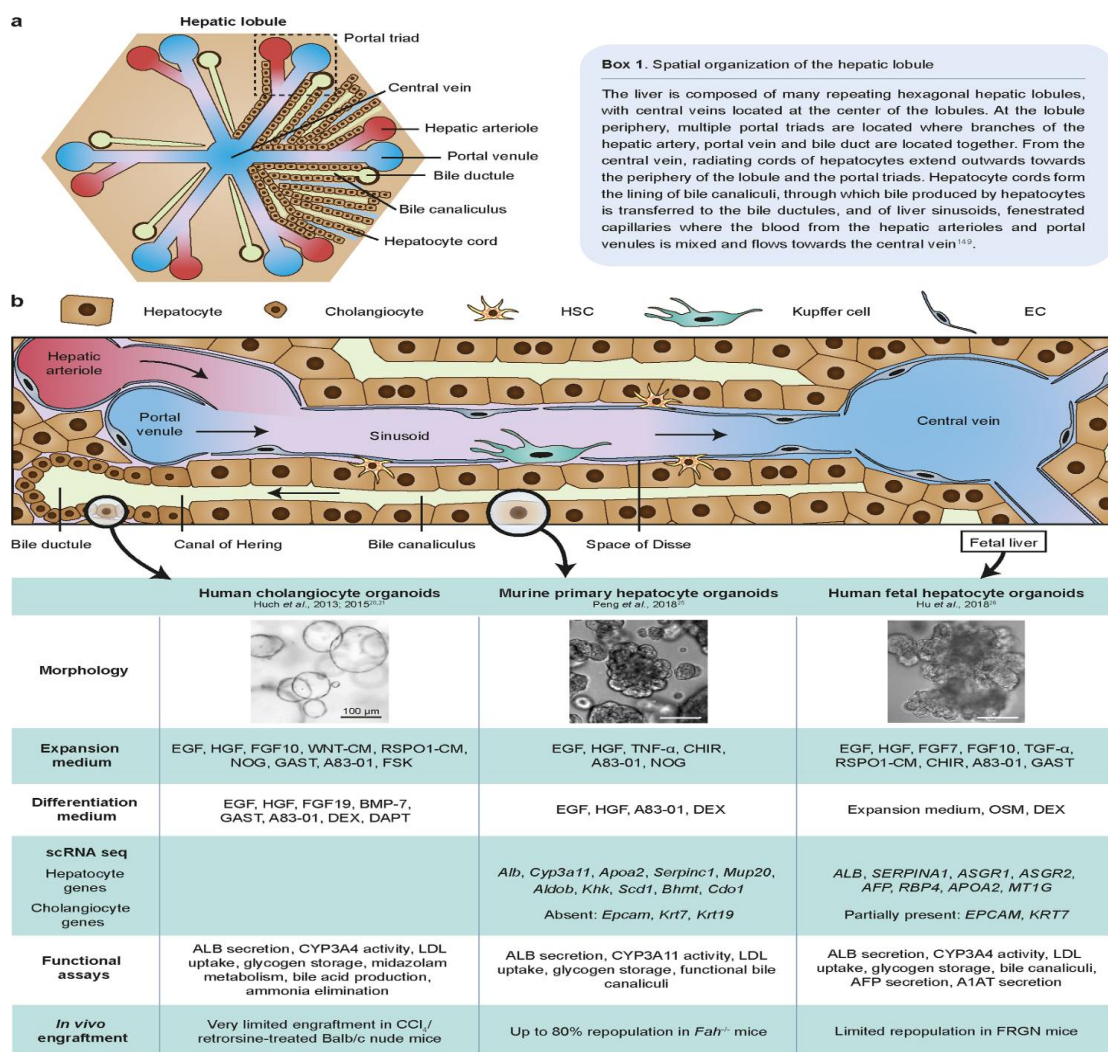 a
Hepatic lobule
Portal triad
Central vein
Hepatic arteriole
Portal venule
Bile ductule
Bile canaliculus
Hepatocyte cord
Box 1. Spatial organization of the hepatic lobule
The liver is composed of many repeating hexagonal hepatic lobules,
with central veins located at the center of the lobules. At the lobule
periphery, multiple portal triads are located where branches of the
hepatic artery, portal vein and bile duct are located together. From the
central vein, radiating cords of hepatocytes extend outwards towards
the periphery of the lobule and the portal triads. Hepatocyte cords form
the lining of bile canaliculi, through which bile produced by hepatocytes
is transferred to the bile ductules, and of liver sinusoids, fenestrated
capillaries where the blood from the hepatic arterioles and portal
venules is mixed and flows towards the central vein149.
b
Hepatocyte
Cholangiocyte
HSC
Kupffer cell
EC
Hepatic
arteriole
Portal
venule
Sinusoid
Central vein
Bile ductule
Canal of Hering
Bile canaliculus
Space of Disse
Fetal liver
Human cholangiocyte organoids
Huch et al., 2013; 201520,21
Murine primary hepatocyte organoids
Peng et al., 201825
Human fetal hepatocyte organoids
Hu et al., 201826
Morphology
100 µm
Expansion
medium
EGF, HGF, FGF10, WNT-CM, RSPO1-CM,
NOG, GAST, A83-01, FSK
EGF, HGF, TNF-α, CHIR,
A83-01, NOG
EGF, HGF, FGF7, FGF10, TGF-α,
RSPO1-CM, CHIR, A83-01, GAST
Differentiation
medium
EGF, HGF, FGF19, BMP-7,
GAST, A83-01, DEX, DAPT
EGF, HGF, A83-01, DEX
Expansion medium, OSM, DEX
scRNA seq
Hepatocyte
genes
Alb, Cyp3a11, Apoa2, Serpinc1, Mup20,
Aldob, Khk, Scd1, Bhmt, Cdo1
ALB, SERPINA1, ASGR1, ASGR2,
AFP, RBP4, APOA2, MT1G
Cholangiocyte
genes
Absent: Epcam, Krt7, Krt19
Partially present: EPCAM, KRT7
Functional
assays
ALB secretion, CYP3A4 activity, LDL
uptake, glycogen storage, midazolam
metabolism, bile acid production,
ammonia elimination
ALB secretion, CYP3A11 activity, LDL
uptake, glycogen storage, functional bile
canaliculi
ALB secretion, CYP3A4 activity, LDL
uptake, glycogen storage, bile canaliculi,
AFP secretion, A1AT secretion
In vivo
engraftment
Very limited engraftment in CCl4/
retrorsine-treated Balb/c nude mice
Up to 80% repopulation in Fah-/- mice
Limited repopulation in FRGN mice